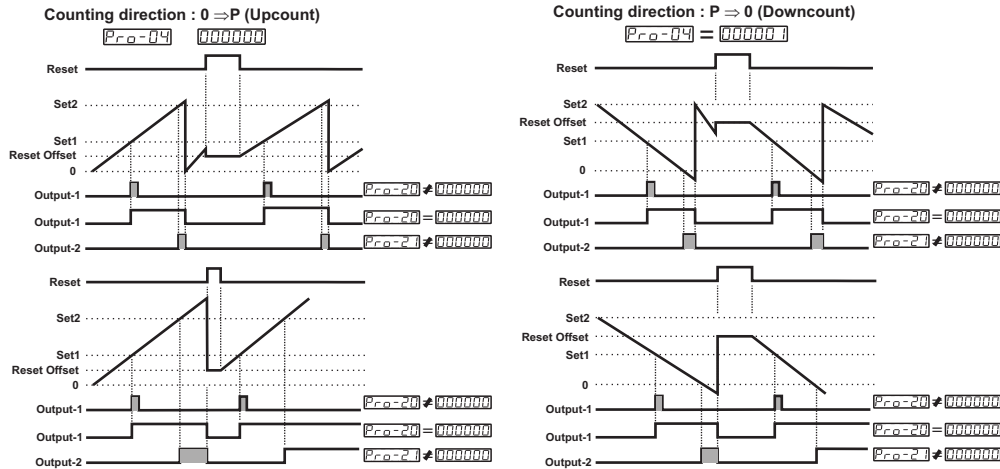 Counting direction : 0 ⇒P (Upcount)
Pro-04 000000
Reset
Set2
Set1
Reset Offset
0
Output-1 Pro-20 ≠ 000000
Output-1 Pro-20 = 000000
Output-2 Pro-21 ≠ 000000
Reset
Set2
Set1
Reset Offset
0
Output-1 Pro-20 ≠ 000000
Output-1 Pro-20 = 000000
Output-2 Pro-21 ≠ 000000
Counting direction : P ⇒ 0 (Downcount)
Pro-04 = 000001
Reset
Set2
Reset Offset
Set1
0
Output-1 Pro-20 ≠ 000000
Output-1 Pro-20 = 000000
Output-2 Pro-21 ≠ 000000
Reset
Set2
Reset Offset
Set1
0
Output-1 Pro-20 ≠ 000000
Output-1 Pro-20 = 000000
Output-2 Pro-21 ≠ 000000